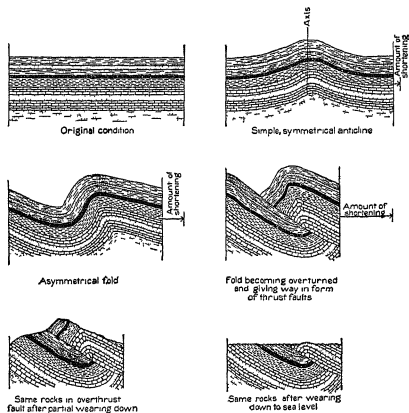 Axis
Amount of
shortening
Original condition
Simple, symmetrical anticline
Amount of
shortening
Amount of
shortening
Asymmetrical fold
Fold becoming overturned
and giving way in form
of thrust faults
Same rocks in overthrust
fault after partial wearing down
Same rocks after wearing
down to sea level